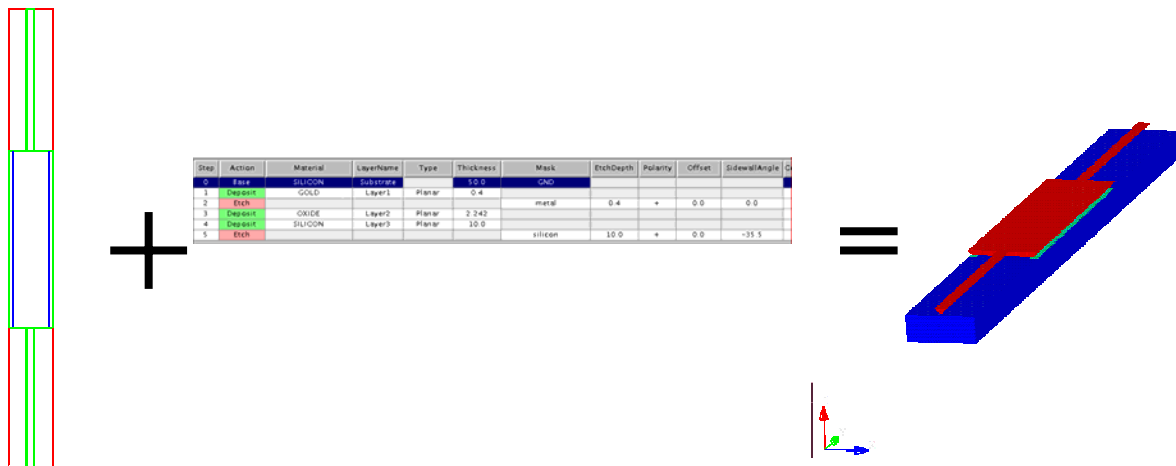 Step Action Material LayerName Type Thickness Mask EtchDepth Polarity Offset SidewallAngle
0 Base SILICON Substrate 50.0 GND
1 Deposit GOLD Layer1 Planar 0.4
2 Etch metal 0.4 + 0.0 0.0
3 Deposit OXIDE Layer2 Planar 2.242
4 Deposit SILICON Layer3 Planar 10.0
5 Etch silicon 10.0 + 0.0 -35.5
+
=